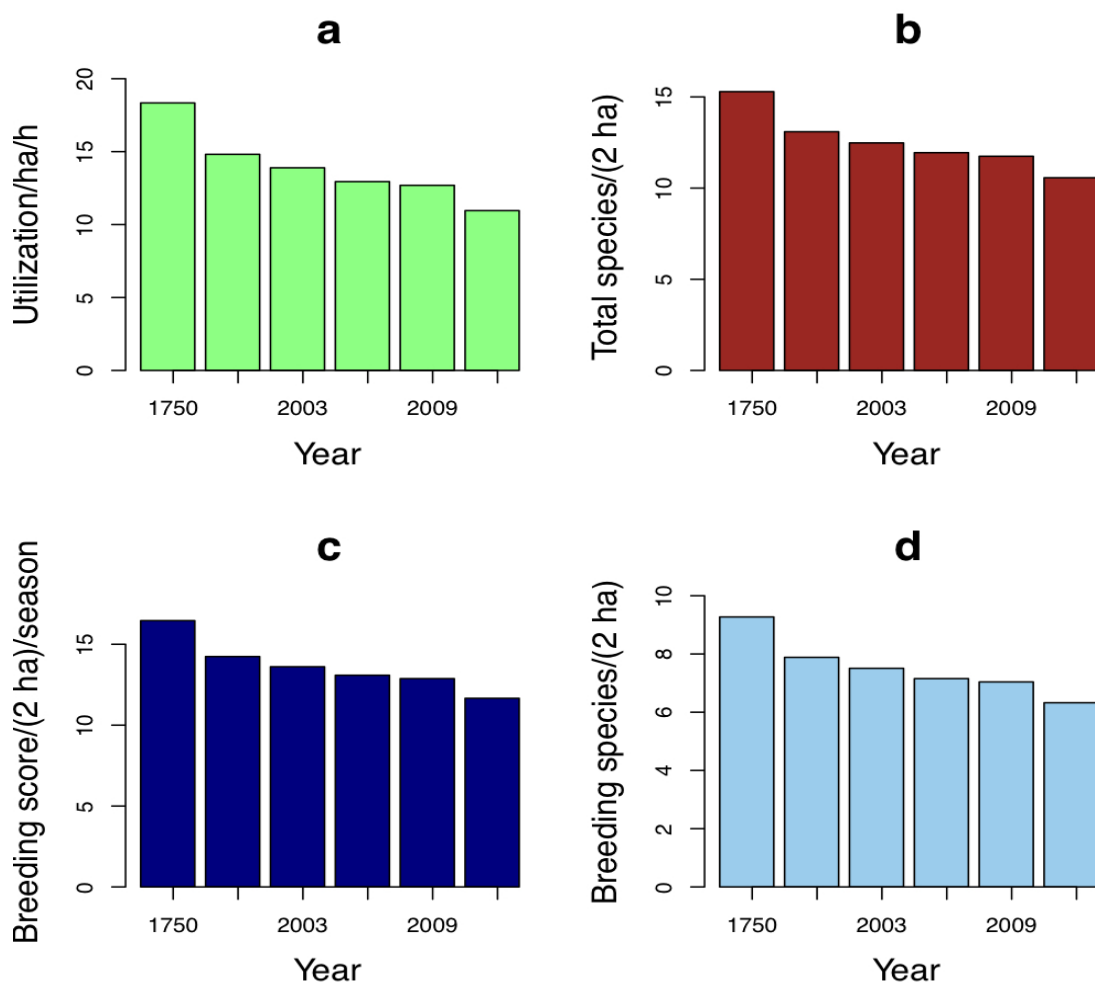 a
Utilization/ha/h
20
15
10
5
0
1750 2003 2009
Year
b
Total species/(2 ha)
15
10
5
0
1750 2003 2009
Year
c
Breeding score/(2 ha)/season
15
10
5
0
1750 2003 2009
Year
d
Breeding species/(2 ha)
10
8
6
4
2
0
1750 2003 2009
Year